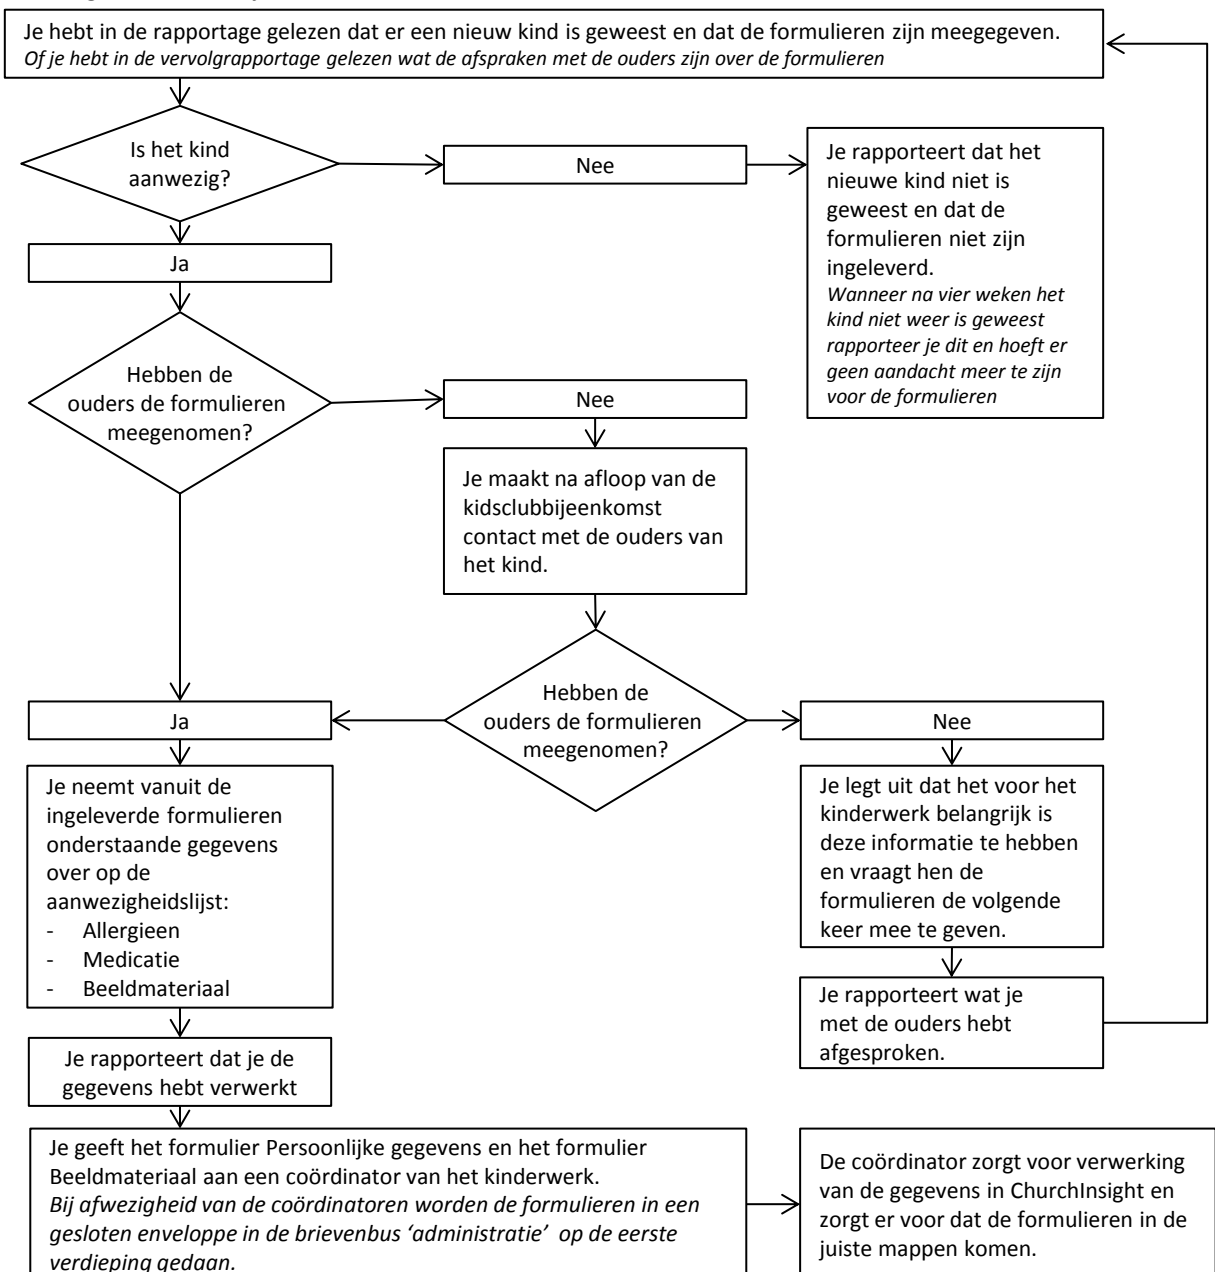 Je hebt in de rapportage gelezen dat er een nieuw kind is geweest en dat de formulieren zijn meegegeven.
Of je hebt in de vervolgrapportage gelezen wat de afspraken met de ouders zijn over de formulieren
Is het kind
aanwezig?
Nee
Je rapporteert dat het
nieuwe kind niet is
geweest en dat de
formulieren niet zijn
ingeleverd.
Wanneer na vier weken het
kind niet weer is geweest
rapporteer je dit en hoeft er
geen aandacht meer te zijn
voor de formulieren
Ja
Hebben de
ouders de formulieren
meegenomen?
Nee
Je maakt na afloop van de
kidsclubbijeenkomst
contact met de ouders van
het kind.
Hebben de
ouders de formulieren
meegenomen?
Ja
Nee
Je neemt vanuit de
ingeleverde formulieren
onderstaande gegevens
over op de
aanwezigheidslijst:
- Allergieen
- Medicatie
- Beeldmateriaal
Je legt uit dat het voor het
kinderwerk belangrijk is
deze informatie te hebben
en vraagt hen de
formulieren de volgende
keer mee te geven.
Je rapporteert wat je
met de ouders hebt
afgesproken.
Je rapporteert dat je de
gegevens hebt verwerkt
Je geeft het formulier Persoonlijke gegevens en het formulier
Beeldmateriaal aan een coördinator van het kinderwerk.
Bij afwezigheid van de coördinatoren worden de formulieren in een
gesloten enveloppe in de brievenbus ‘administratie’ op de eerste
verdieping gedaan.
De coördinator zorgt voor verwerking
van de gegevens in ChurchInsight en
zorgt er voor dat de formulieren in de
juiste mappen komen.